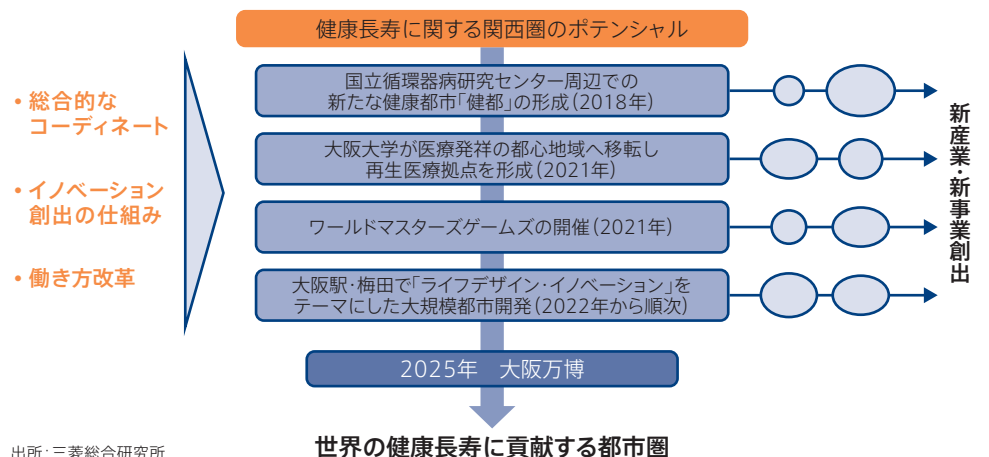 健康長寿に関する関西圏のポテンシャル
・総合的な
コーディネート
・イノベーション
創出の仕組み
・働き方改革
国立循環器病研究センター周辺での
新たな健康都市「健都」の形成（2018年）
大阪大学が医療発祥の都心地域へ移転し
再生医療拠点を形成（2021年）
ワールドマスターズゲームズの開催（2021年）
大阪駅・梅田で「ライフデザイン・イノベーション」を
テーマにした大規模都市開発（2022年から順次）
新産業・新事業創出
2025年　大阪万博
世界の健康長寿に貢献する都市圏
出所：三菱総合研究所